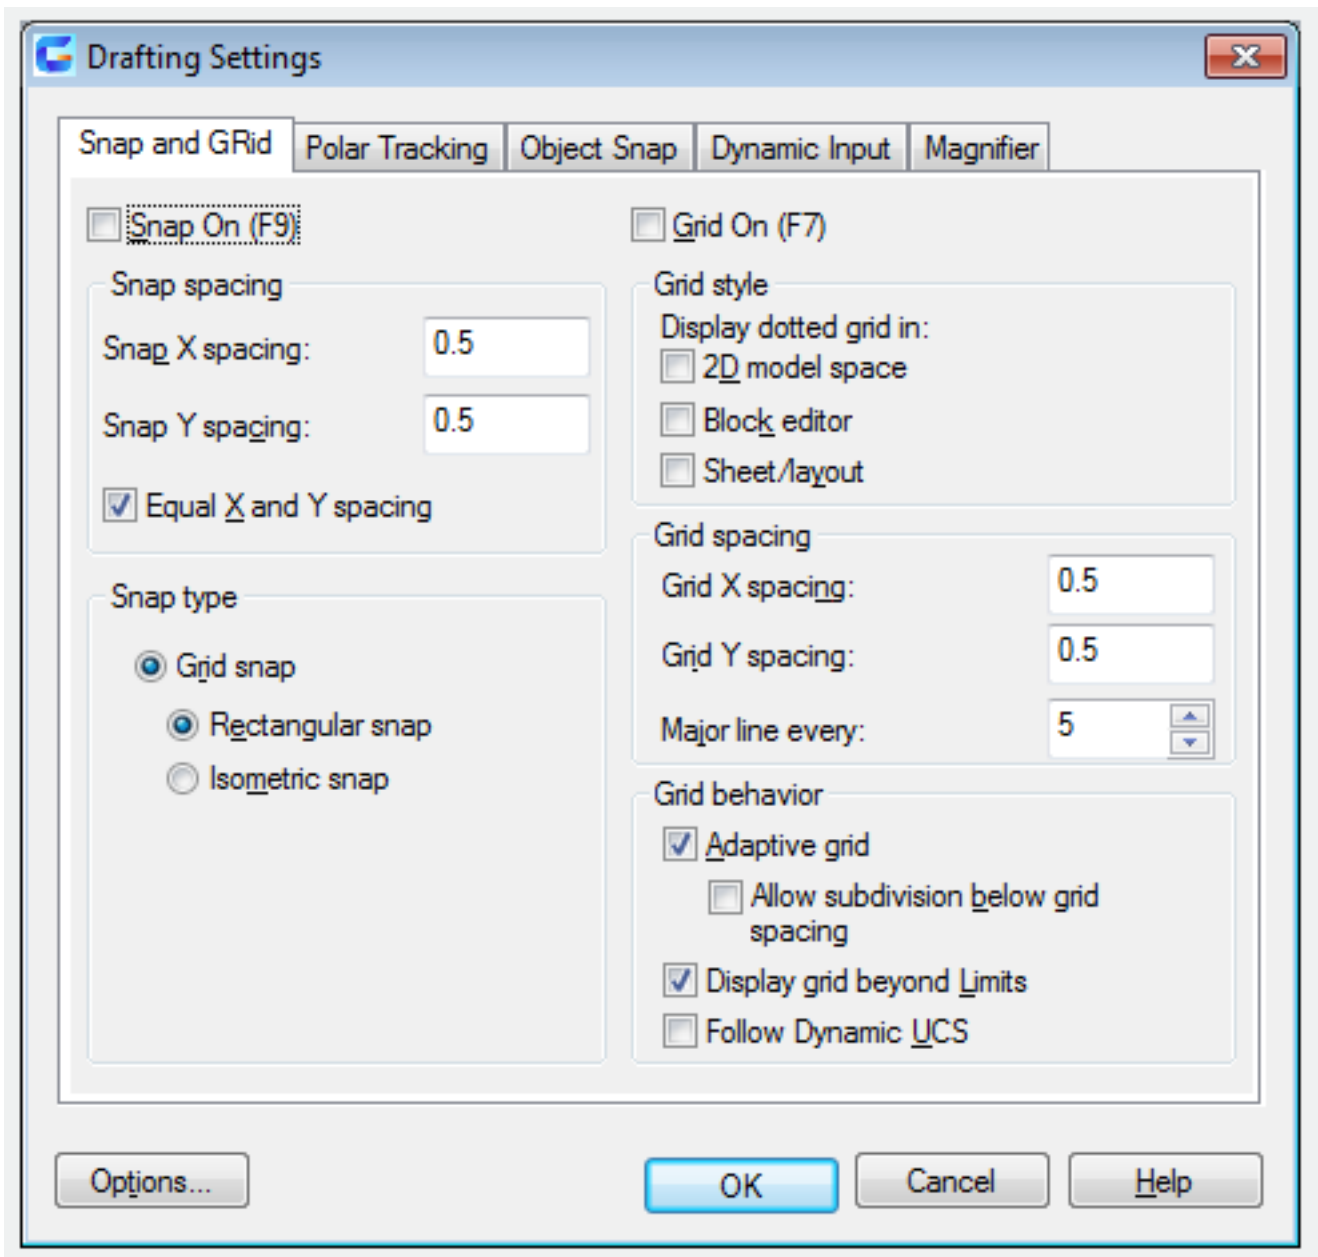 Drafting Settings
Snap and GRid
Polar Tracking
Object Snap
Dynamic Input
Magnifier
Snap On (F9)
Snap spacing
Snap X spacing: 0.5
Snap Y spacing: 0.5
Equal X and Y spacing
Snap type
Grid snap
Rectangular snap
Isometric snap
Grid On (F7)
Grid style
Display dotted grid in:
2D model space
Block editor
Sheet/layout
Grid spacing
Grid X spacing: 0.5
Grid Y spacing: 0.5
Major line every: 5
Grid behavior
Adaptive grid
Allow subdivision below grid
spacing
Display grid beyond Limits
Follow Dynamic UCS
Options...
OK
Cancel
Help